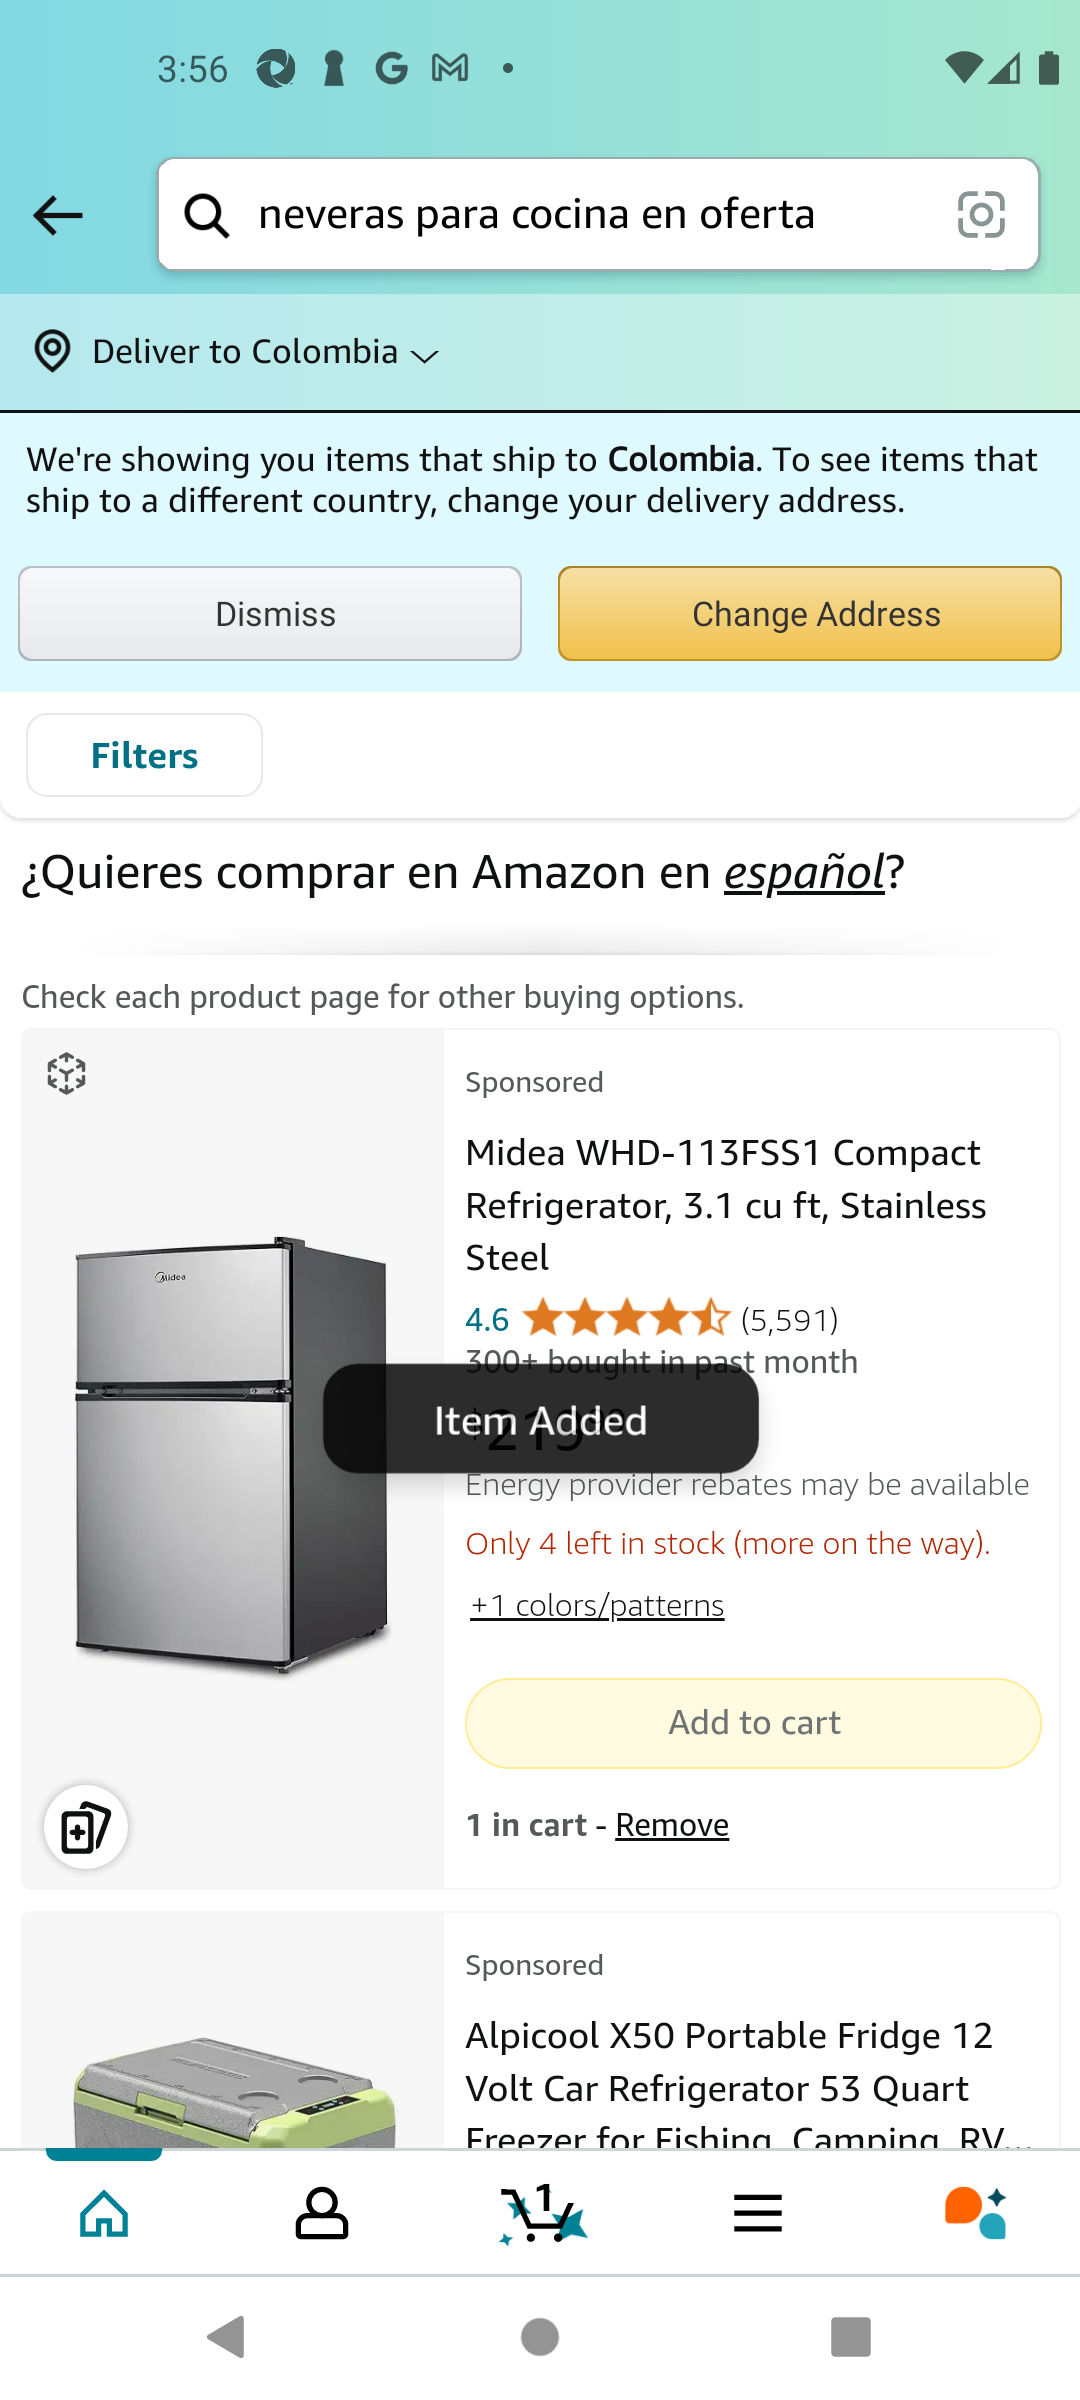 3:56
neveras para cocina en oferta
Deliver to Colombia
We're showing you items that ship to Colombia. To see items that
ship to a different country, change your delivery address.
Dismiss
Change Address
Filters
¿Quieres comprar en Amazon en español?
Check each product page for other buying options.
Sponsored
Midea WHD-113FSS1 Compact
Refrigerator, 3.1 cu ft, Stainless
Steel
Midea
4.6 (5,591)
300+ bought in past month
Item Added
Energy provider rebates may be available
Only 4 left in stock (more on the way).
+1 colors/patterns
Add to cart
1 in cart - Remove
Sponsored
Alpicool X50 Portable Fridge 12
Volt Car Refrigerator 53 Quart
Freezer for Fishing, Camping, RV...
1